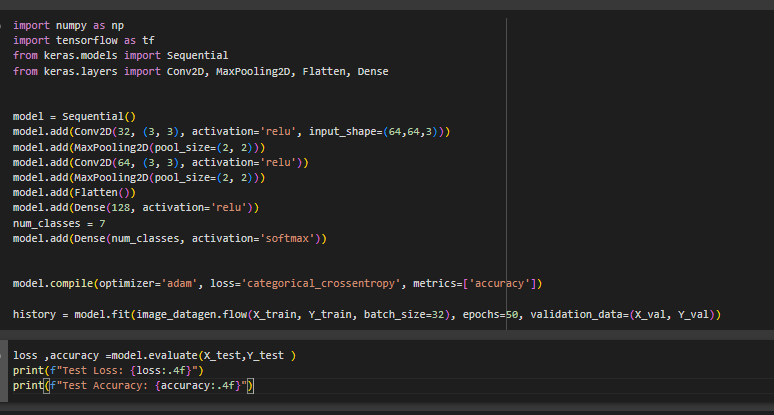 import numpy as np
import tensorflow as tf
from keras.models import Sequential
from keras.layers import Conv2D, MaxPooling2D, Flatten, Dense
model = Sequential()
model.add(Conv2D(32, (3, 3), activation='relu', input_shape=(64,64,3)))
model.add(MaxPooling2D(pool_size=(2, 2)))
model.add(Conv2D(64, (3, 3), activation='relu'))
model.add(MaxPooling2D(pool_size=(2, 2)))
model.add(Flatten())
model.add(Dense(128, activation='relu'))
num_classes = 7
model.add(Dense(num_classes, activation='softmax'))
model.compile(optimizer='adam', loss='categorical_crossentropy', metrics=['accuracy'])
history = model.fit(image_datagen.flow(X_train, Y_train, batch_size=32), epochs=50, validation_data=(X_val, Y_val))
loss ,accuracy =model.evaluate(X_test,Y_test )
print(f"Test Loss: {loss:.4f}")
print(f"Test Accuracy: {accuracy:.4f}")